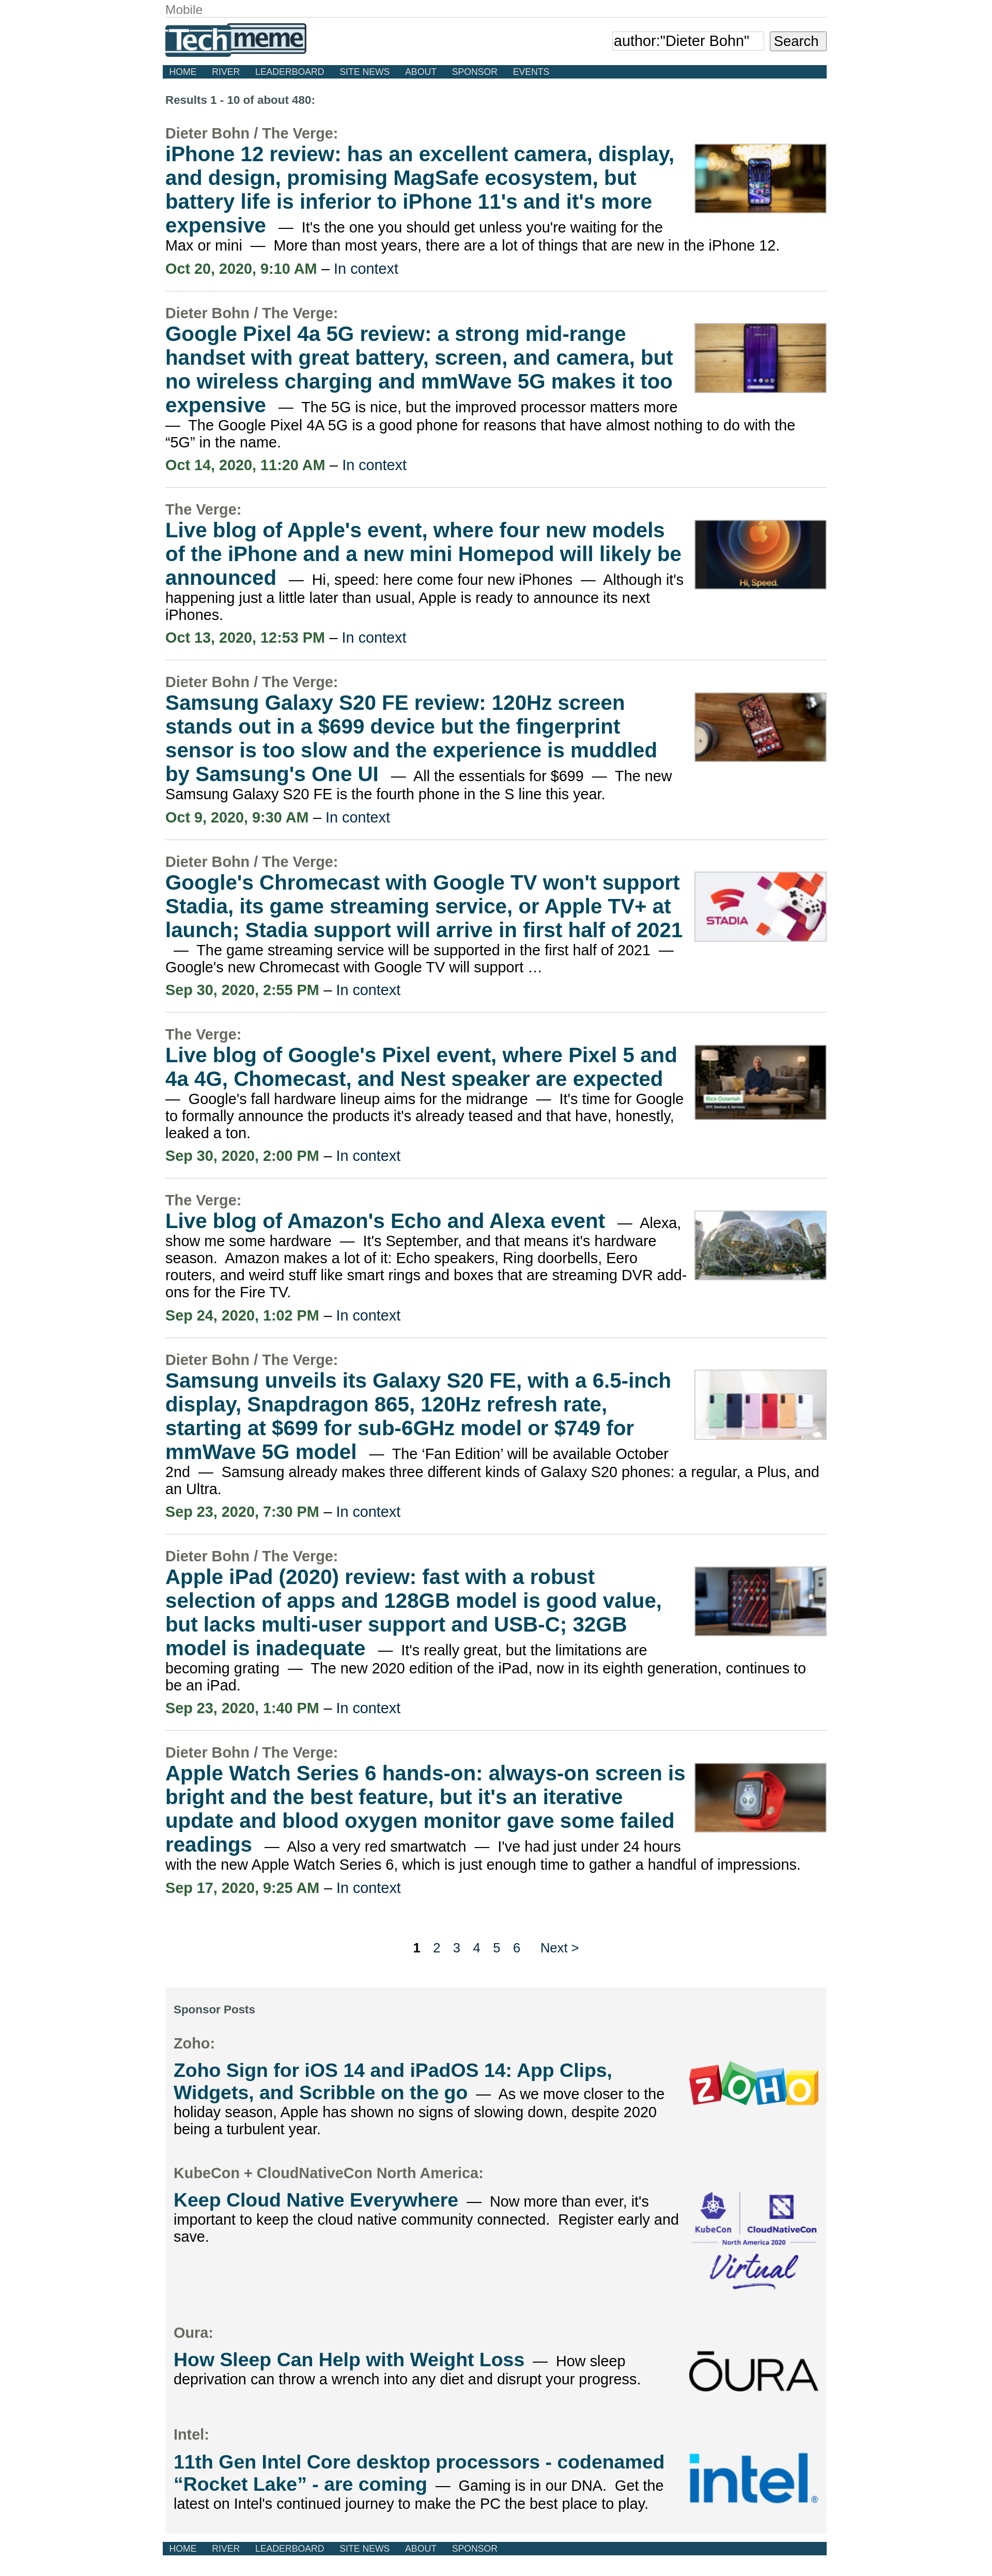 Mobile
Techmeme
author:"Dieter Bohn"
Search
HOME RIVER LEADERBOARD SITE NEWS ABOUT SPONSOR EVENTS
Results 1 - 10 of about 480:
Dieter Bohn / The Verge:
iPhone 12 review: has an excellent camera, display,
and design, promising MagSafe ecosystem, but
battery life is inferior to iPhone 11's and it's more
expensive — It's the one you should get unless you're waiting for the
Max or mini — More than most years, there are a lot of things that are new in the iPhone 12.
Oct 20, 2020, 9:10 AM – In context
Dieter Bohn / The Verge:
Google Pixel 4a 5G review: a strong mid-range
handset with great battery, screen, and camera, but
no wireless charging and mmWave 5G makes it too
expensive — The 5G is nice, but the improved processor matters more
— The Google Pixel 4A 5G is a good phone for reasons that have almost nothing to do with the
“5G” in the name.
Oct 14, 2020, 11:20 AM – In context
The Verge:
Live blog of Apple's event, where four new models
of the iPhone and a new mini Homepod will likely be
announced — Hi, speed: here come four new iPhones — Although it's
happening just a little later than usual, Apple is ready to announce its next
iPhones.
Hi, Speed.
Oct 13, 2020, 12:53 PM – In context
Dieter Bohn / The Verge:
Samsung Galaxy S20 FE review: 120Hz screen
stands out in a $699 device but the fingerprint
sensor is too slow and the experience is muddled
by Samsung's One UI — All the essentials for $699 — The new
Samsung Galaxy S20 FE is the fourth phone in the S line this year.
Oct 9, 2020, 9:30 AM – In context
Dieter Bohn / The Verge:
Google's Chromecast with Google TV won't support
Stadia, its game streaming service, or Apple TV+ at
launch; Stadia support will arrive in first half of 2021
— The game streaming service will be supported in the first half of 2021 —
Google's new Chromecast with Google TV will support …
STADIA
Sep 30, 2020, 2:55 PM – In context
The Verge:
Live blog of Google's Pixel event, where Pixel 5 and
4a 4G, Chomecast, and Nest speaker are expected
— Google's fall hardware lineup aims for the midrange — It's time for Google
to formally announce the products it's already teased and that have, honestly,
leaked a ton.
Rick Osterloh
Sep 30, 2020, 2:00 PM – In context
The Verge:
Live blog of Amazon's Echo and Alexa event — Alexa,
show me some hardware — It's September, and that means it's hardware
season. Amazon makes a lot of it: Echo speakers, Ring doorbells, Eero
routers, and weird stuff like smart rings and boxes that are streaming DVR add-
ons for the Fire TV.
Sep 24, 2020, 1:02 PM – In context
Dieter Bohn / The Verge:
Samsung unveils its Galaxy S20 FE, with a 6.5-inch
display, Snapdragon 865, 120Hz refresh rate,
starting at $699 for sub-6GHz model or $749 for
mmWave 5G model — The ‘Fan Edition’ will be available October
2nd — Samsung already makes three different kinds of Galaxy S20 phones: a regular, a Plus, and
an Ultra.
Sep 23, 2020, 7:30 PM – In context
Dieter Bohn / The Verge:
Apple iPad (2020) review: fast with a robust
selection of apps and 128GB model is good value,
but lacks multi-user support and USB-C; 32GB
model is inadequate — It's really great, but the limitations are
becoming grating — The new 2020 edition of the iPad, now in its eighth generation, continues to
be an iPad.
Sep 23, 2020, 1:40 PM – In context
Dieter Bohn / The Verge:
Apple Watch Series 6 hands-on: always-on screen is
bright and the best feature, but it's an iterative
update and blood oxygen monitor gave some failed
readings — Also a very red smartwatch — I've had just under 24 hours
with the new Apple Watch Series 6, which is just enough time to gather a handful of impressions.
Sep 17, 2020, 9:25 AM – In context
1 2 3 4 5 6 Next >
Sponsor Posts
Zoho:
Zoho Sign for iOS 14 and iPadOS 14: App Clips,
Widgets, and Scribble on the go — As we move closer to the
holiday season, Apple has shown no signs of slowing down, despite 2020
being a turbulent year.
ZOHO
KubeCon + CloudNativeCon North America:
Keep Cloud Native Everywhere — Now more than ever, it's
important to keep the cloud native community connected. Register early and
save.
KubeCon CloudNativeCon
North America 2020
Virtual
Oura:
How Sleep Can Help with Weight Loss — How sleep
deprivation can throw a wrench into any diet and disrupt your progress.
ŌURA
Intel:
11th Gen Intel Core desktop processors - codenamed
“Rocket Lake” - are coming — Gaming is in our DNA. Get the
latest on Intel's continued journey to make the PC the best place to play.
intel®
HOME RIVER LEADERBOARD SITE NEWS ABOUT SPONSOR